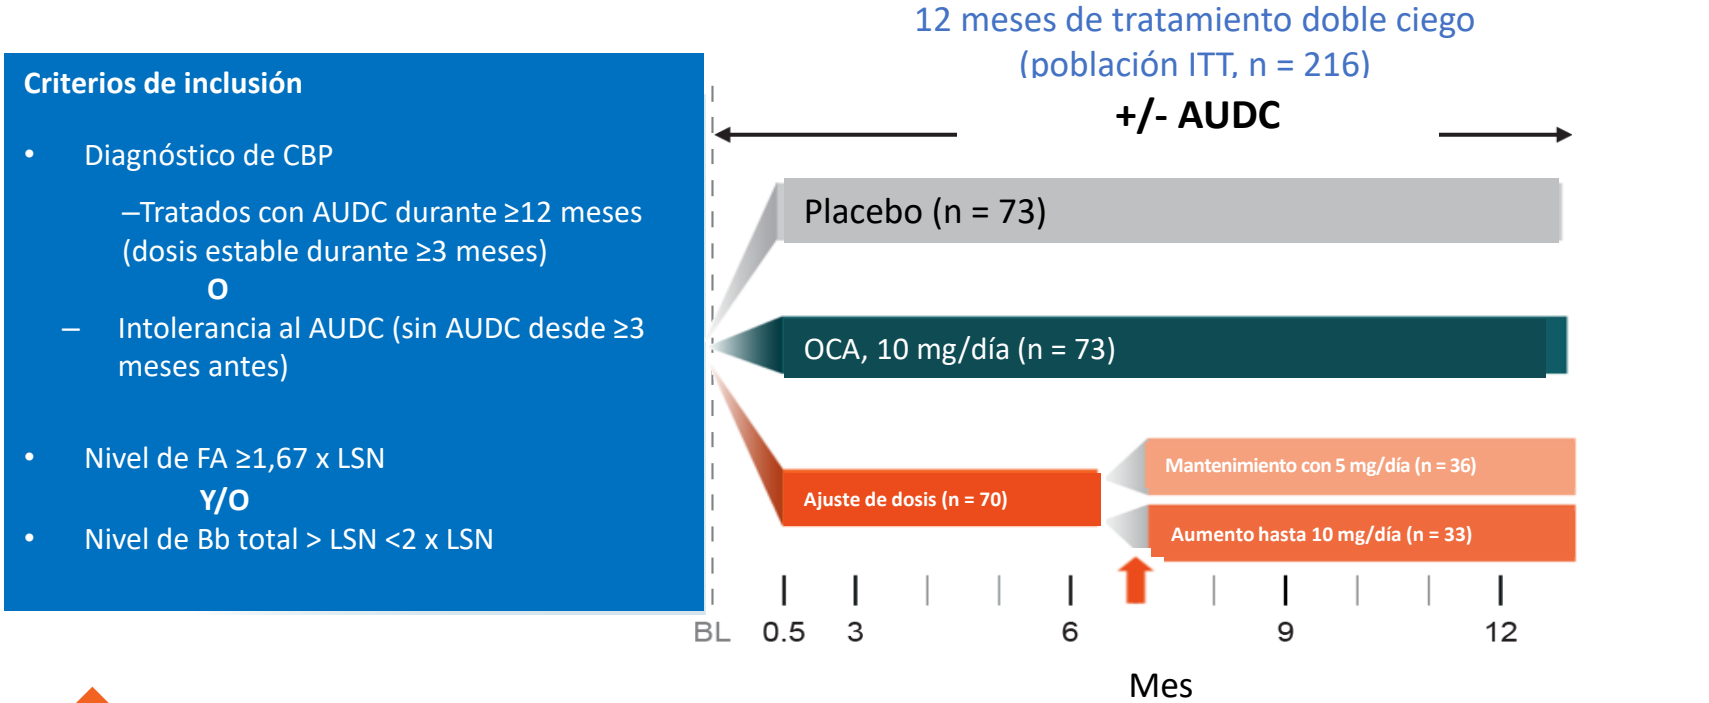 12 meses de tratamiento doble ciego
(población ITT, n = 216)
+/- AUDC
Criterios de inclusión
• Diagnóstico de CBP
–Tratados con AUDC durante ≥12 meses
(dosis estable durante ≥3 meses)
O
– Intolerancia al AUDC (sin AUDC desde ≥3
meses antes)
• Nivel de FA ≥1,67 x LSN
Y/O
• Nivel de Bb total > LSN <2 x LSN
Placebo (n = 73)
OCA, 10 mg/día (n = 73)
Ajuste de dosis (n = 70)
Mantenimiento con 5 mg/día (n = 36)
Aumento hasta 10 mg/día (n = 33)
BL 0.5 3 6 9 12
Mes